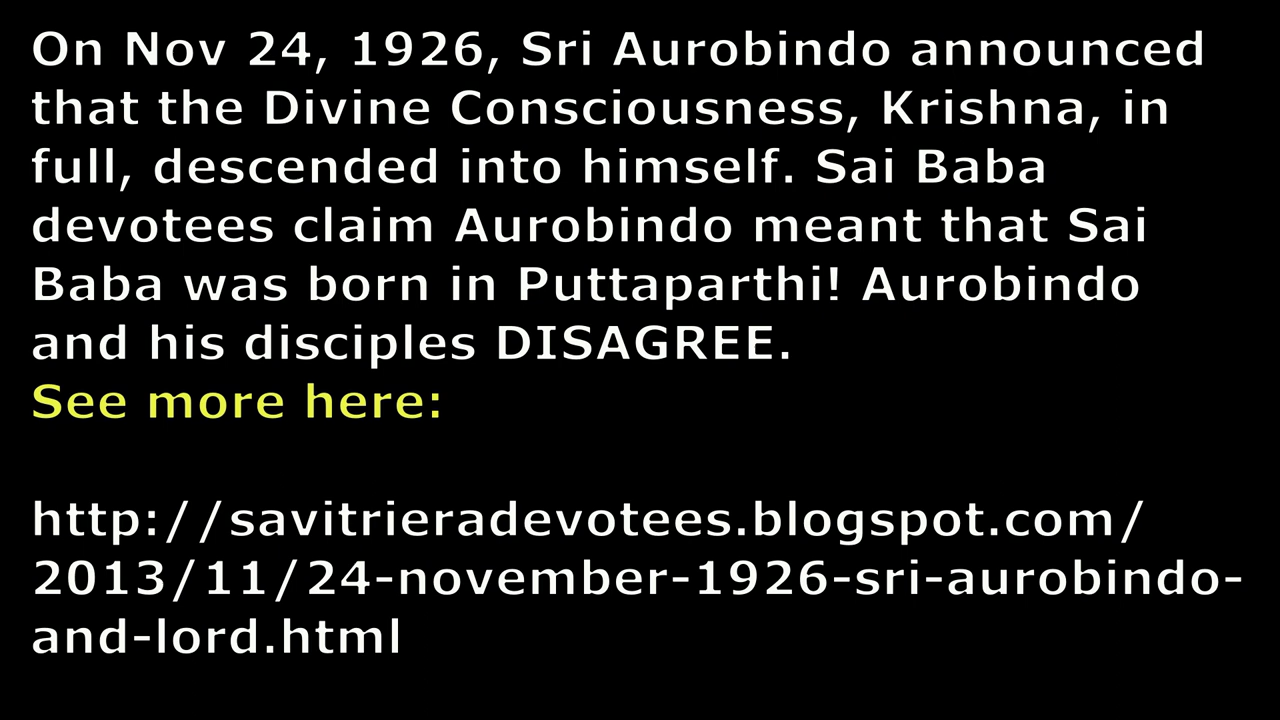 On Nov 24, 1926, Sri Aurobindo announced
that the Divine Consciousness, Krishna, in
full, descended into himself. Sai Baba
devotees claim Aurobindo meant that Sai
Baba was born in Puttaparthi! Aurobindo
and his disciples DISAGREE.
See more here:
http://savitrieradevotees.blogspot.com/
2013/11/24-november-1926-sri-aurobindo-
and-lord.html